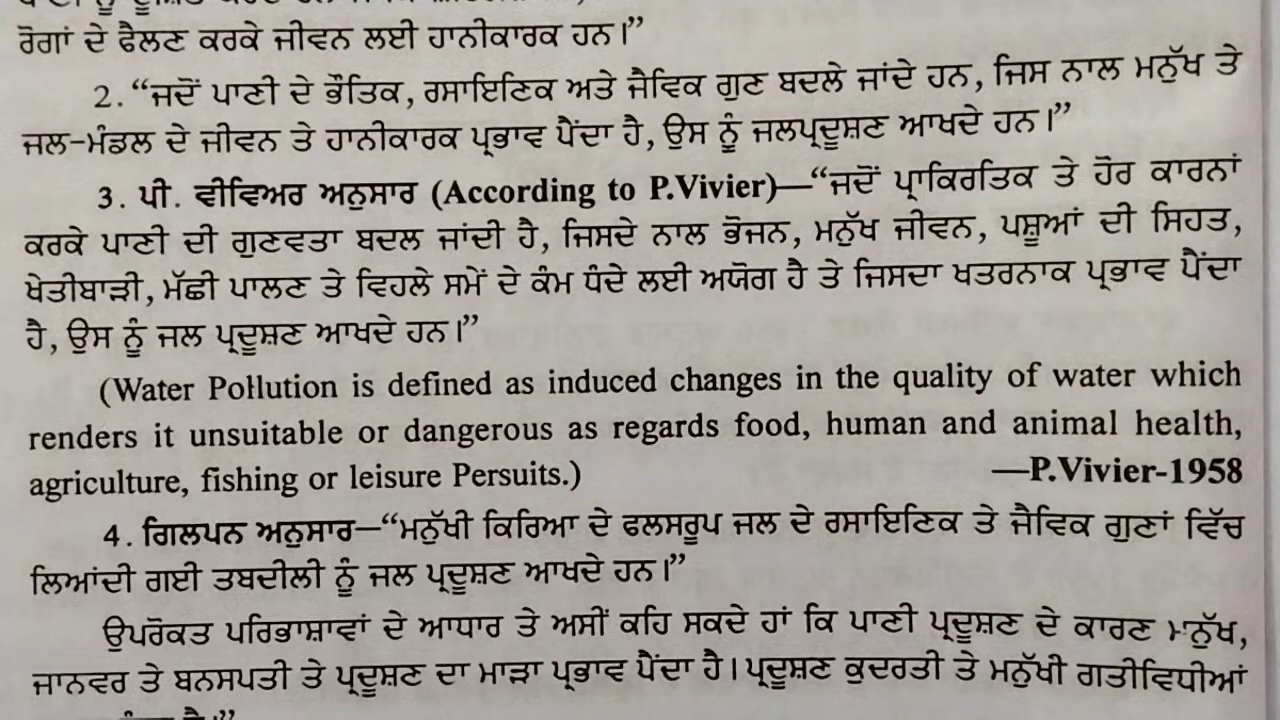 ਰੋਗਾਂ ਦੇ ਫੈਲਣ ਕਰਕੇ ਜੀਵਨ ਲਈ ਹਾਨੀਕਾਰਕ ਹਨ।”
2. “ਜਦੋਂ ਪਾਣੀ ਦੇ ਭੌਤਿਕ, ਰਸਾਇਣਿਕ ਅਤੇ ਜੈਵਿਕ ਗੁਣ ਬਦਲੇ ਜਾਂਦੇ ਹਨ, ਜਿਸ ਨਾਲ ਮਨੁੱਖ ਤੇ
ਜਲ-ਮੰਡਲ ਦੇ ਜੀਵਨ ਤੇ ਹਾਨੀਕਾਰਕ ਪ੍ਰਭਾਵ ਪੈਂਦਾ ਹੈ, ਉਸ ਨੂੰ ਜਲਪ੍ਰਦੂਸ਼ਣ ਆਖਦੇ ਹਨ।”
3. ਪੀ. ਵੀਵਿਅਰ ਅਨੁਸਾਰ (According to P.Vivier)—“ਜਦੋਂ ਪ੍ਰਾਕਿਰਤਿਕ ਤੇ ਹੋਰ ਕਾਰਨਾਂ
ਕਰਕੇ ਪਾਣੀ ਦੀ ਗੁਣਵਤਾ ਬਦਲ ਜਾਂਦੀ ਹੈ, ਜਿਸਦੇ ਨਾਲ ਭੋਜਨ, ਮਨੁੱਖ ਜੀਵਨ, ਪਸ਼ੂਆਂ ਦੀ ਸਿਹਤ,
ਖੇਤੀਬਾੜੀ, ਮੱਛੀ ਪਾਲਣ ਤੇ ਵਿਹਲੇ ਸਮੇਂ ਦੇ ਕੰਮ ਧੰਦੇ ਲਈ ਅਯੋਗ ਹੈ ਤੇ ਜਿਸਦਾ ਖਤਰਨਾਕ ਪ੍ਰਭਾਵ ਪੈਂਦਾ
ਹੈ, ਉਸ ਨੂੰ ਜਲ ਪ੍ਰਦੂਸ਼ਣ ਆਖਦੇ ਹਨ।”
(Water Pollution is defined as induced changes in the quality of water which
renders it unsuitable or dangerous as regards food, human and animal health,
agriculture, fishing or leisure Persuits.) —P.Vivier-1958
4. ਗਿਲਪਨ ਅਨੁਸਾਰ—“ਮਨੁੱਖੀ ਕਿਰਿਆ ਦੇ ਫਲਸਰੂਪ ਜਲ ਦੇ ਰਸਾਇਣਿਕ ਤੇ ਜੈਵਿਕ ਗੁਣਾਂ ਵਿੱਚ
ਲਿਆਂਦੀ ਗਈ ਤਬਦੀਲੀ ਨੂੰ ਜਲ ਪ੍ਰਦੂਸ਼ਣ ਆਖਦੇ ਹਨ।”
ਉਪਰੋਕਤ ਪਰਿਭਾਸ਼ਾਵਾਂ ਦੇ ਆਧਾਰ ਤੇ ਅਸੀਂ ਕਹਿ ਸਕਦੇ ਹਾਂ ਕਿ ਪਾਣੀ ਪ੍ਰਦੂਸ਼ਣ ਦੇ ਕਾਰਣ ਮਨੁੱਖ,
ਜਾਨਵਰ ਤੇ ਬਨਸਪਤੀ ਤੇ ਪ੍ਰਦੂਸ਼ਣ ਦਾ ਮਾੜਾ ਪ੍ਰਭਾਵ ਪੈਂਦਾ ਹੈ। ਪ੍ਰਦੂਸ਼ਣ ਕੁਦਰਤੀ ਤੇ ਮਨੁੱਖੀ ਗਤੀਵਿਧੀਆਂ